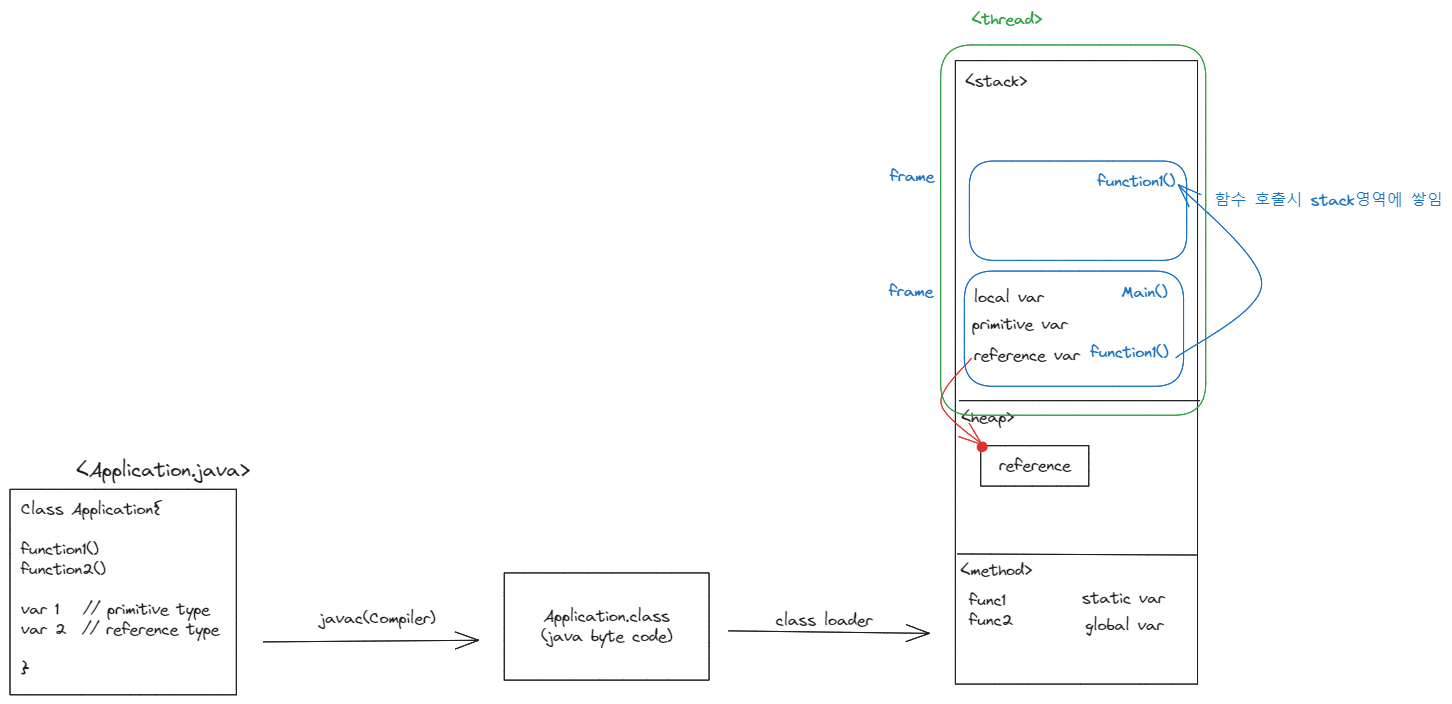 <thread>
<stack>
frame
function1()
함수 호출시 stack영역에 쌓임
frame
local var
Main()
primitive var
reference var
function1()
<heap>
reference
<Application.java>
Class Application{
function1()
function2()
var 1 // primitive type
var 2 // reference type
}
javac(Compiler)
Application.class
(java byte code)
class loader
<method>
func1
static var
func2
global var